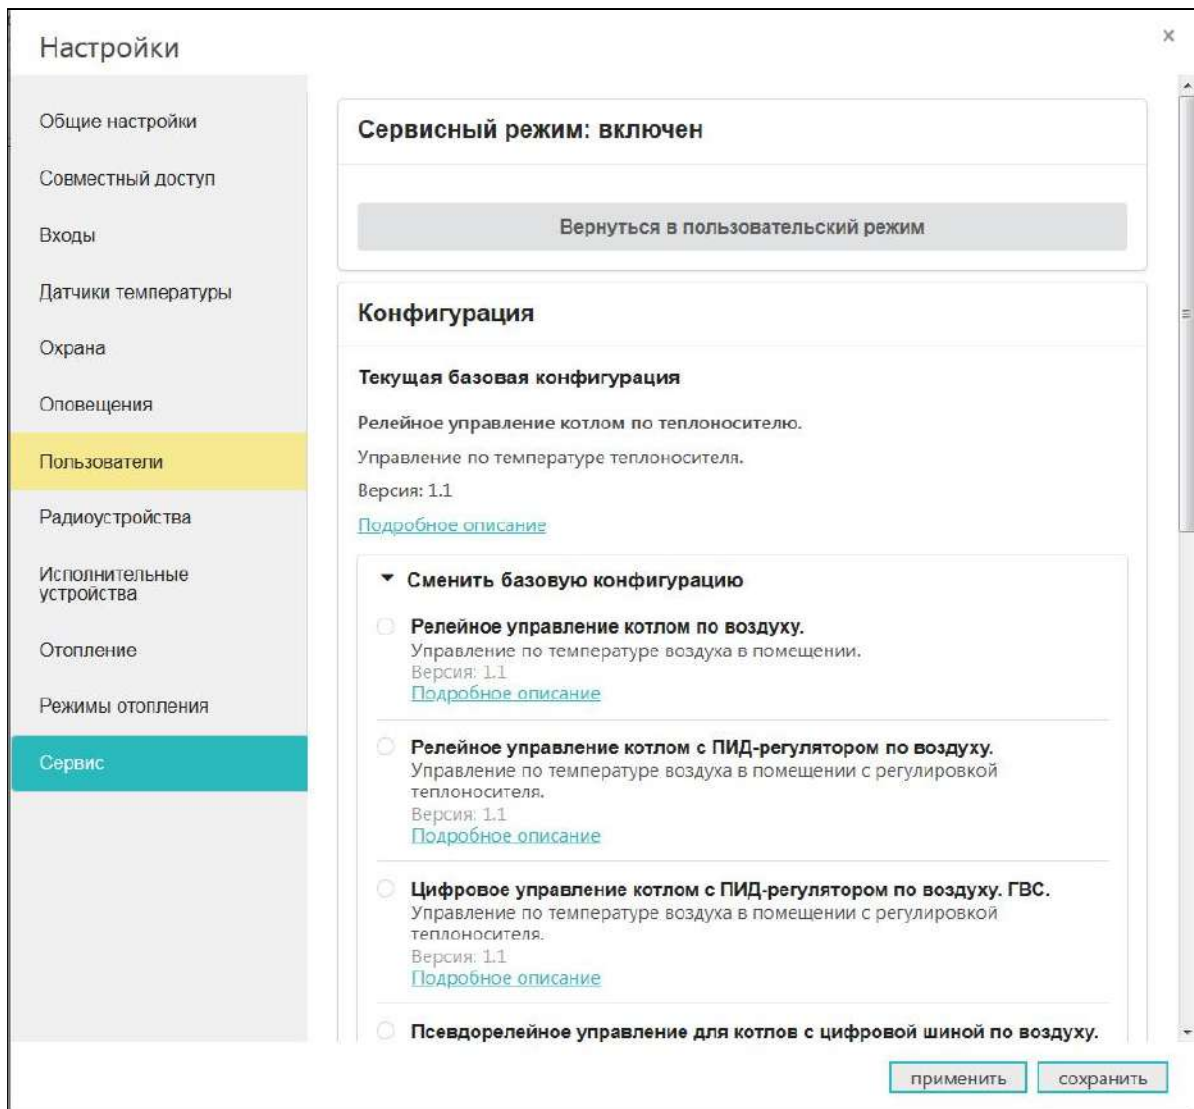 Настройки
×
Общие настройки
Совместный доступ
Входы
Датчики температуры
Охрана
Оповещения
Пользователи
Радиоустройства
Исполнительные
устройства
Отопление
Режимы отопления
Сервис
Сервисный режим: включен
Вернуться в пользовательский режим
Конфигурация
Текущая базовая конфигурация
Релейное управление котлом по теплоносителю.
Управление по температуре теплоносителя.
Версия: 1.1
Подробное описание
Сменить базовую конфигурацию
Релейное управление котлом по воздуху.
Управление по температуре воздуха в помещении.
Версия: 1.1
Подробное описание
Релейное управление котлом с ПИД-регулятором по воздуху.
Управление по температуре воздуха в помещении с регулировкой
теплоносителя.
Версия: 1.1
Подробное описание
Цифровое управление котлом с ПИД-регулятором по воздуху. ГВС.
Управление по температуре воздуха в помещении с регулировкой
теплоносителя.
Версия: 1.1
Подробное описание
Псевдорелейное управление для котлов с цифровой шиной по воздуху.
применить
сохранить